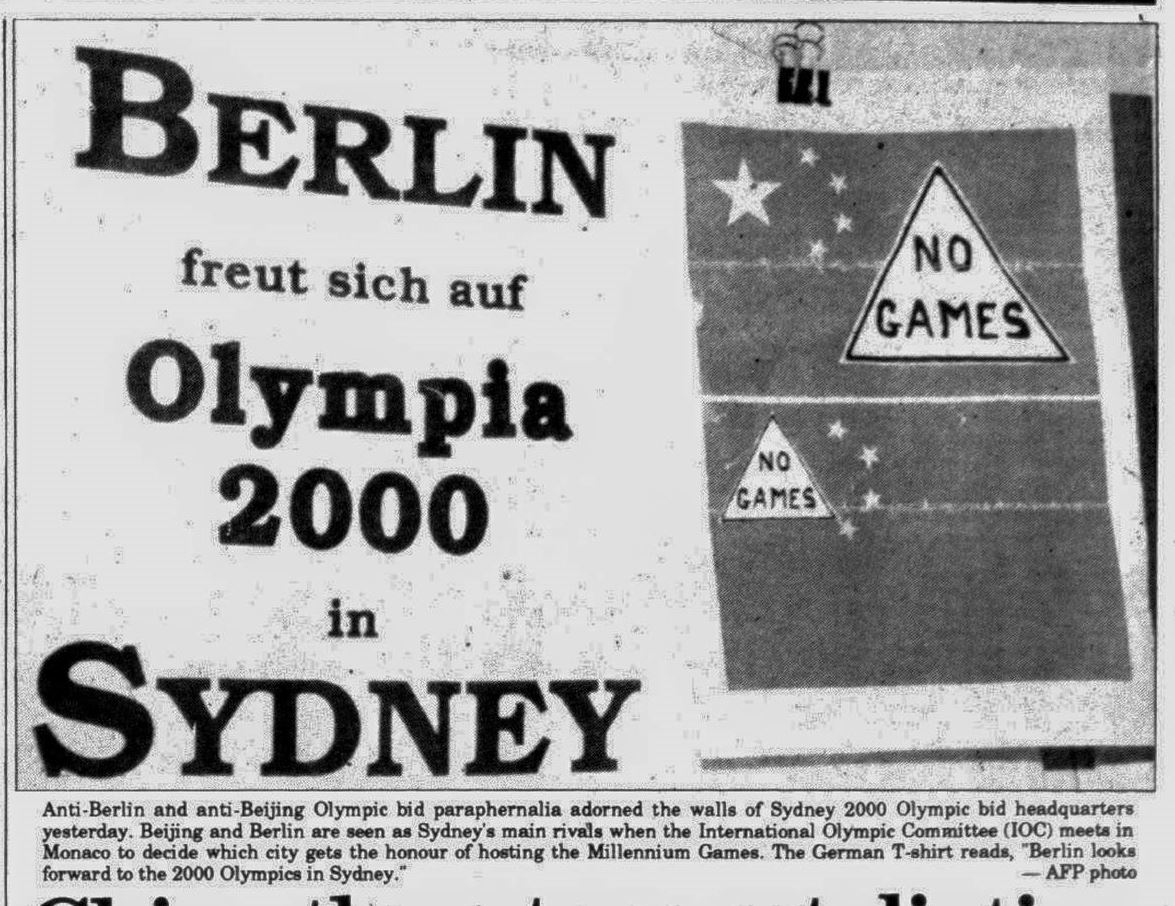 BERLIN
freut sich auf
Olympia
2000
in
SYDNEY
NO
GAMES
NO
GAMES
Anti-Berlin and anti-Beijing Olympic bid paraphernalia adorned the walls of Sydney 2000 Olympic bid headquarters
yesterday. Beijing and Berlin are seen as Sydney's main rivals when the International Olympic Committee (IOC) meets in
Monaco to decide which city gets the honour of hosting the Millennium Games. The German T-shirt reads, "Berlin looks
forward to the 2000 Olympics in Sydney." — AFP photo